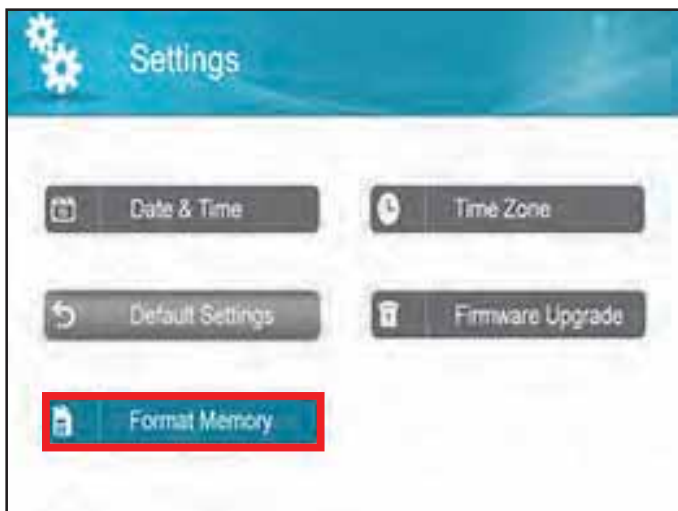 Settings
Date & Time
Time Zone
Default Settings
Firmware Upgrade
Format Memory